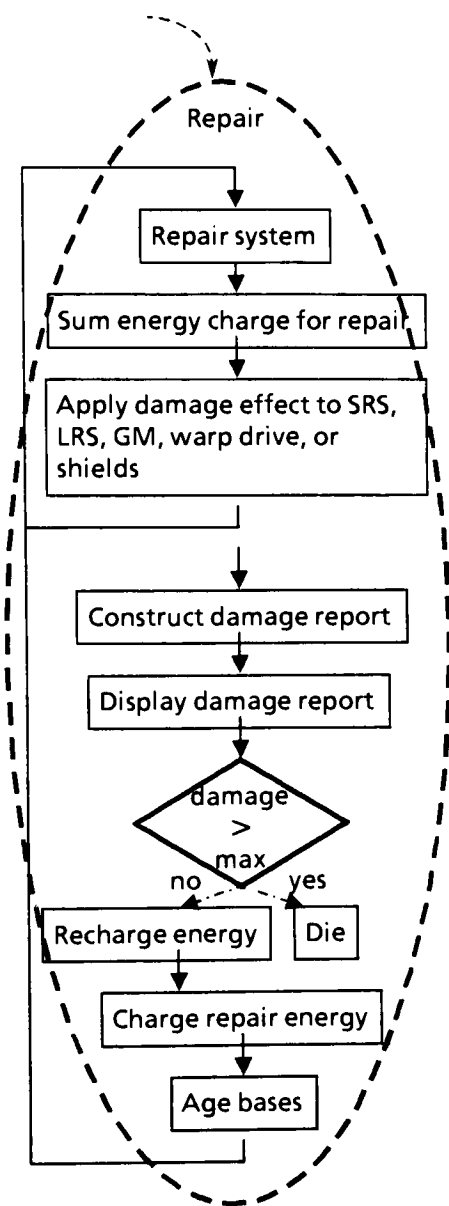 Repair
Repair system
Sum energy charge for repair
Apply damage effect to SRS,
LRS, GM, warp drive, or
shields
Construct damage report
Display damage report
damage
>
max
no yes
Recharge energy
Die
Charge repair energy
Age bases